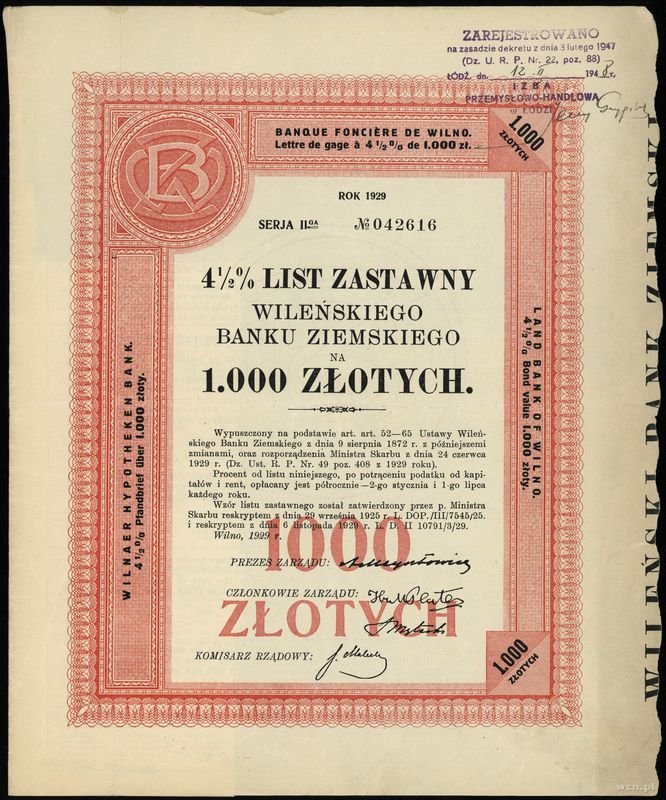 ZAREJESTROWANO
na zasadzie dekretu z dnia 3 lutego 1947
(Dz. U. R. P. Nr. 22, poz. 88)
ŁÓDŹ, dn. 12. II 1948 r.
IZBA
PRZEMYSŁOWO-HANDLOWA
w ŁODZI
BANQUE FONCIÈRE DE WILNO.
Lettre de gage à 4½% de 1.000 zł.
1.000
ZŁOTYCH
ROK 1929
SERJA II-GA № 042616
4½% LIST ZASTAWNY
WILEŃSKIEGO
BANKU ZIEMSKIEGO
NA
1.000 ZŁOTYCH.
Wypuszczony na podstawie art. art. 52—65 Ustawy Wileń-
skiego Banku Ziemskiego z dnia 9 sierpnia 1872 r. z późniejszemi
zmianami, oraz rozporządzenia Ministra Skarbu z dnia 24 czerwca
1929 r. (Dz. Ust. R. P. Nr. 49 poz. 408 z 1929 roku).
Procent od listu niniejszego, po potrąceniu podatku od kapi-
tałów i rent, opłacany jest półrocznie—2-go stycznia i 1-go lipca
każdego roku.
Wzór listu zastawnego został zatwierdzony przez p. Ministra
Skarbu reskryptem z dnia 29 września 1925 r. L. DOP./III/7545/25.
i reskryptem z dnia 6 listopada 1929 r. L. D. II 10791/3/29.
Wilno, 1929 r.
1000
ZŁOTYCH
PREZES ZARZĄDU:
CZŁONKOWIE ZARZĄDU:
KOMISARZ RZĄDOWY:
WILNAER HYPOTHEKEN BANK.
4½% Pfandbrief über 1.000 złoty.
LAND BANK OF WILNO.
4½% Bond value 1.000 złoty.
1.000
ZŁOTYCH
WILEŃSKI BANK ZIEMSKI
wcn.pl